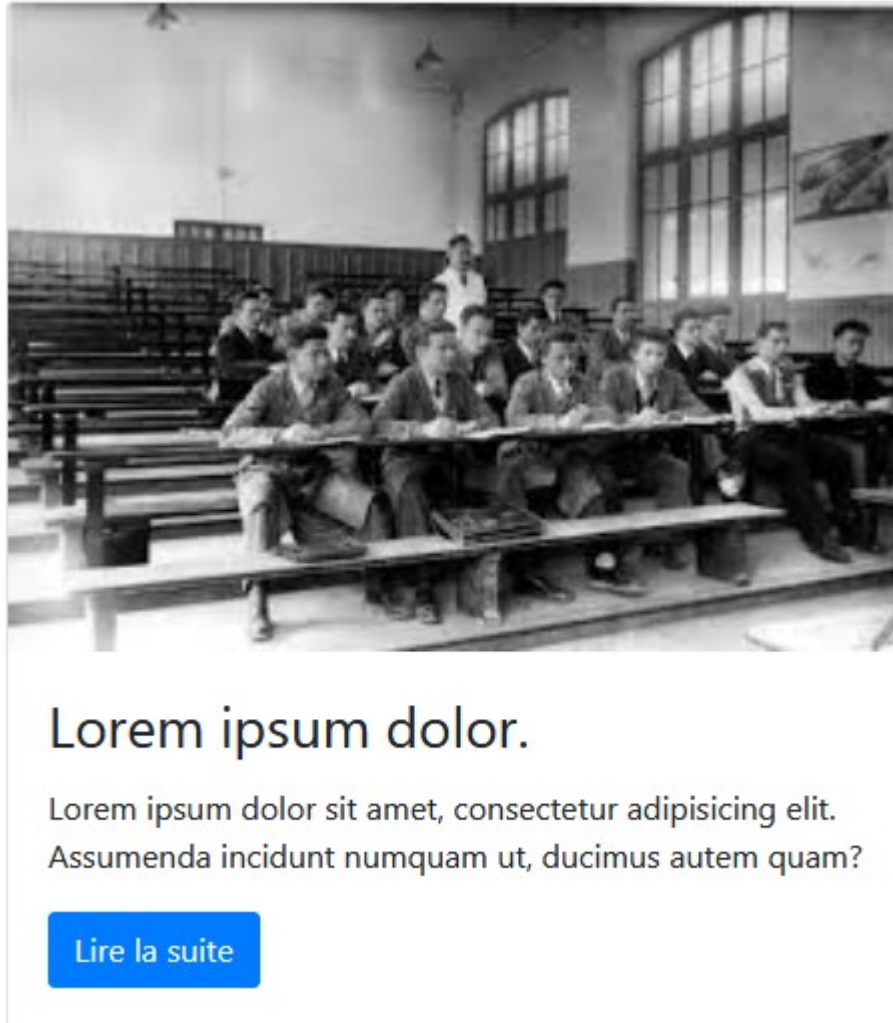 Lorem ipsum dolor.
Lorem ipsum dolor sit amet, consectetur adipisicing elit.
Assumenda incidunt numquam ut, ducimus autem quam?
Lire la suite